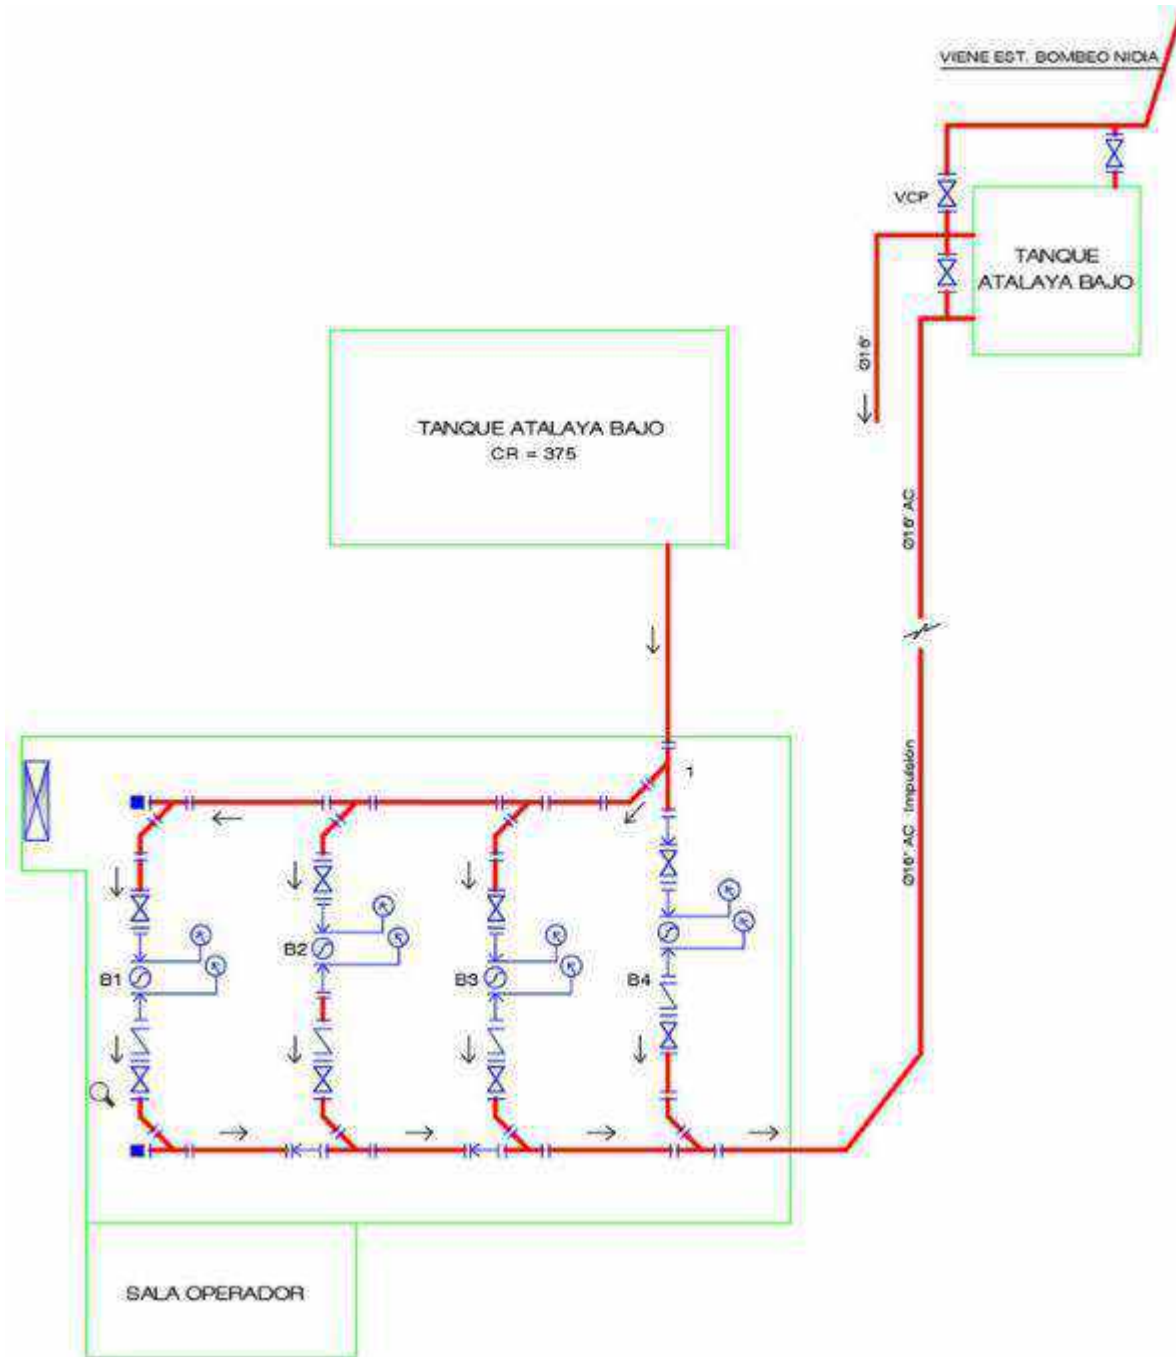 VIENE EST. BOMBEO NIDIA
VCP
TANQUE
ATALAYA BAJO
Ø16"
TANQUE ATALAYA BAJO
CR = 375
Ø16" AC
Ø16" AC Impulsión
1
B1
B2
B3
B4
SALA OPERADOR